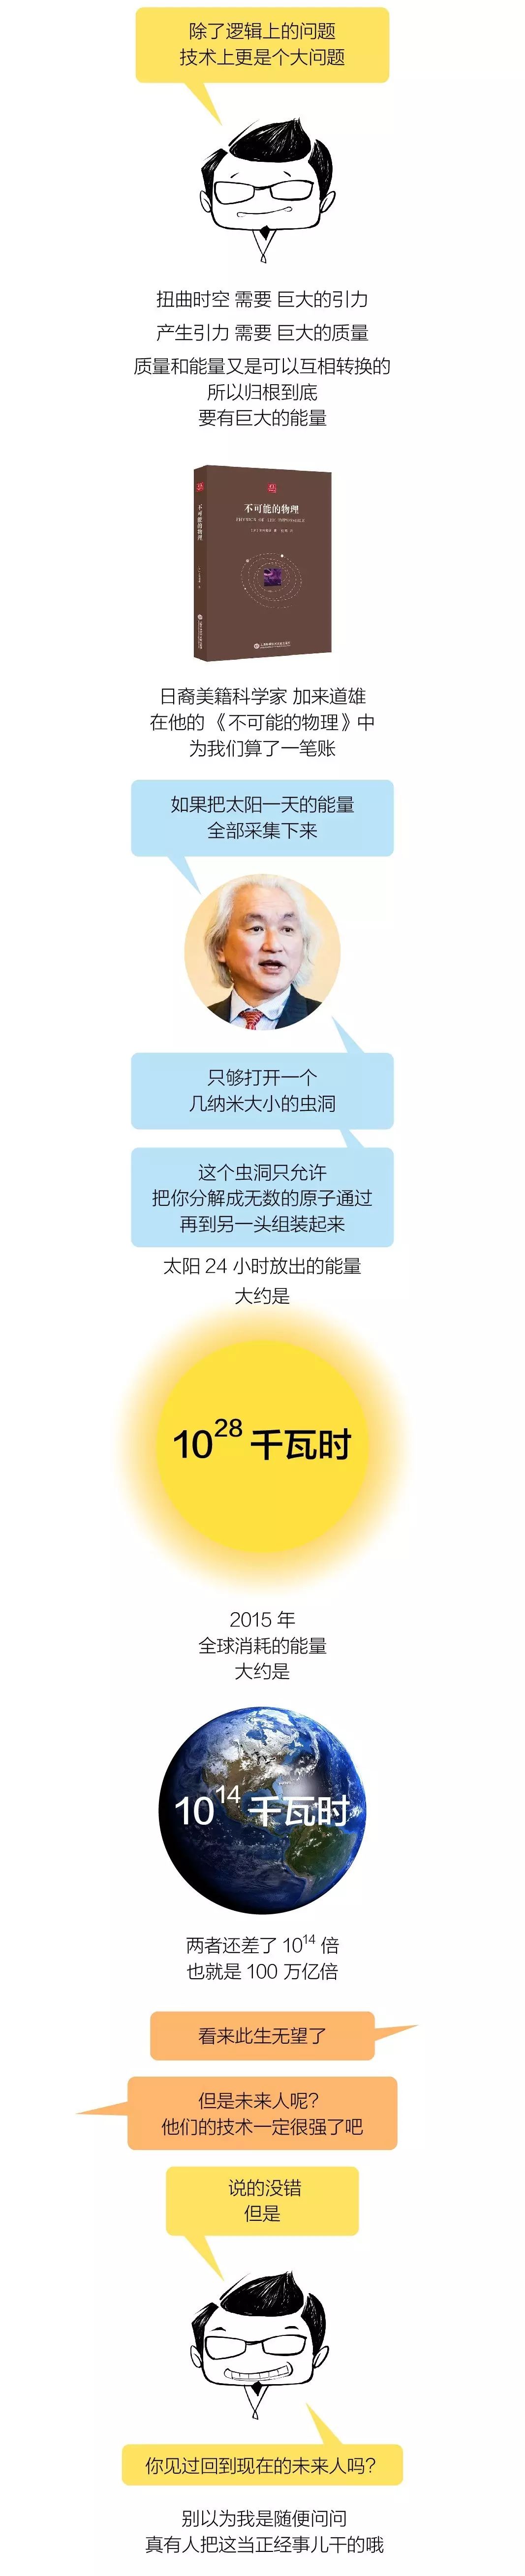 除了逻辑上的问题
技术上更是个大问题
扭曲时空 需要 巨大的引力
产生引力 需要 巨大的质量
质量和能量又是可以互相转换的
所以归根到底
要有巨大的能量
不可能的物理
PHYSICS OF THE IMPOSSIBLE
不可能的物理
日裔美籍科学家 加来道雄
在他的《不可能的物理》中
为我们算了一笔账
如果把太阳一天的能量
全部采集下来
只够打开一个
几纳米大小的虫洞
这个虫洞只允许
把你分解成无数的原子通过
再到另一头组装起来
太阳 24 小时放出的能量
大约是
10²⁸ 千瓦时
2015 年
全球消耗的能量
大约是
10¹⁴ 千瓦时
两者还差了 10¹⁴ 倍
也就是 100 万亿倍
看来此生无望了
但是未来人呢?
他们的技术一定很强了吧
说的没错
但是
你见过回到现在的未来人吗?
别以为我是随便问问
真有人把这当正经事儿干的哦